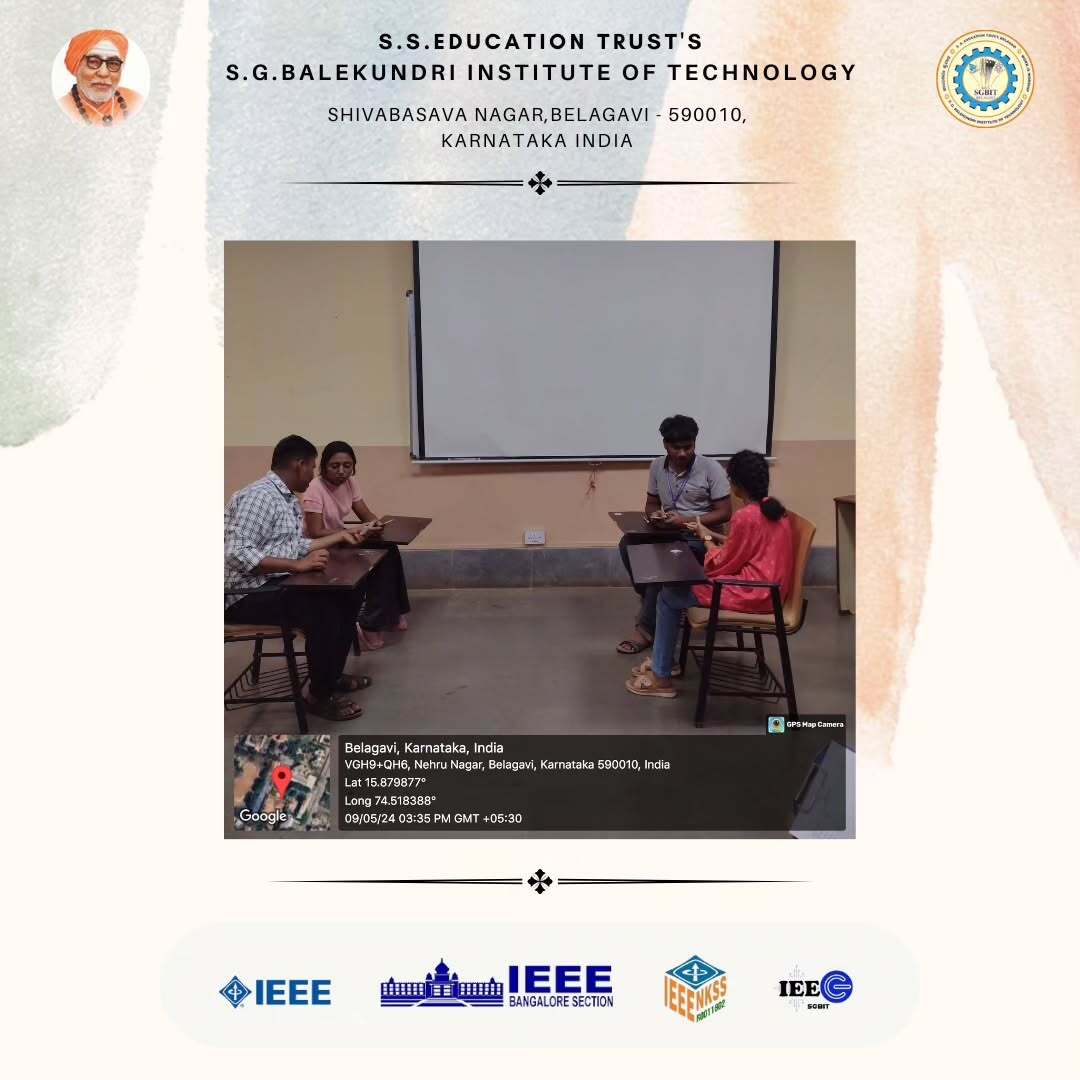 S.S.EDUCATION TRUST'S
S.G.BALEKUNDRI INSTITUTE OF TECHNOLOGY
SHIVABASAVA NAGAR,BELAGAVI - 590010,
KARNATAKA INDIA
SGBIT
GPS Map Camera
Belagavi, Karnataka, India
VGH9+QH6, Nehru Nagar, Belagavi, Karnataka 590010, India
Lat 15.879877°
Long 74.518388°
09/05/24 03:35 PM GMT +05:30
Google
IEEE
IEEE
BANGALORE SECTION
IEEENKSS
R0011902
IEEE
SGBIT